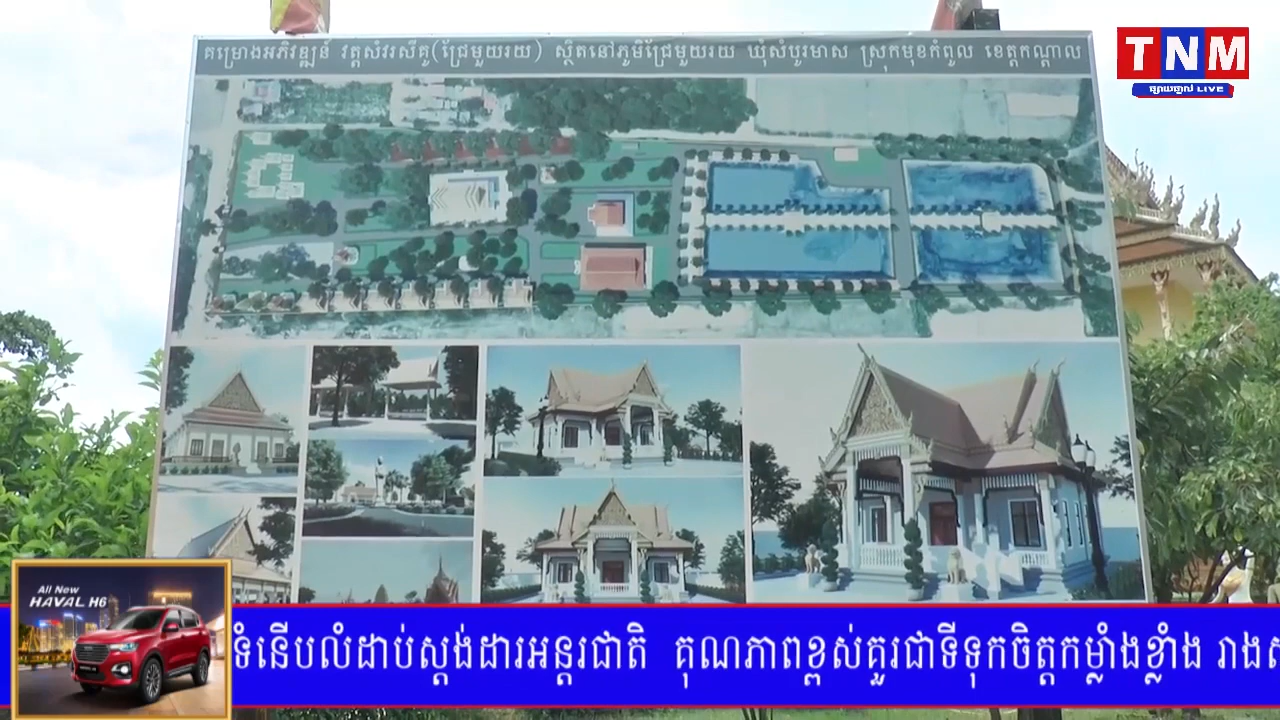 គម្រោងអភិវឌ្ឍន៍ វត្តសំវរសីគូ(ជ្រៃមួយរយ) ស្ថិតនៅភូមិជ្រៃមួយរយ ឃុំសំបូរមាស ស្រុកមុខកំពូល ខេត្តកណ្តាល
TNM
ផ្សាយផ្ទាល់ LIVE
All New
HAVAL H6
ទំនើបលំដាប់ស្តង់ដារអន្តរជាតិ គុណភាពខ្ពស់គួរជាទីទុកចិត្តកម្លាំងខ្លាំង រាង